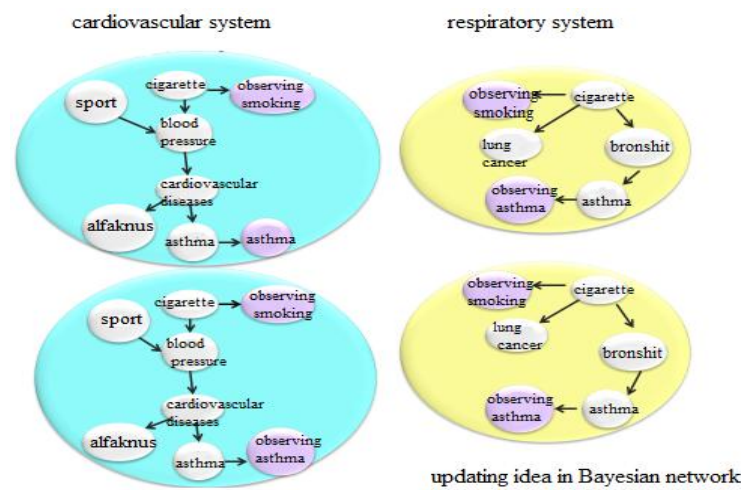 cardiovascular system
respiratory system
cigarette
observing
smoking
sport
blood
pressure
cardiovascular
diseases
alfaknus
asthma
asthma
observing
smoking
cigarette
lung
cancer
bronshit
observing
asthma
asthma
cigarette
observing
smoking
sport
blood
pressure
cardiovascular
diseases
alfaknus
asthma
observing
asthma
observing
smoking
cigarette
lung
cancer
bronshit
observing
asthma
asthma
updating idea in Bayesian network